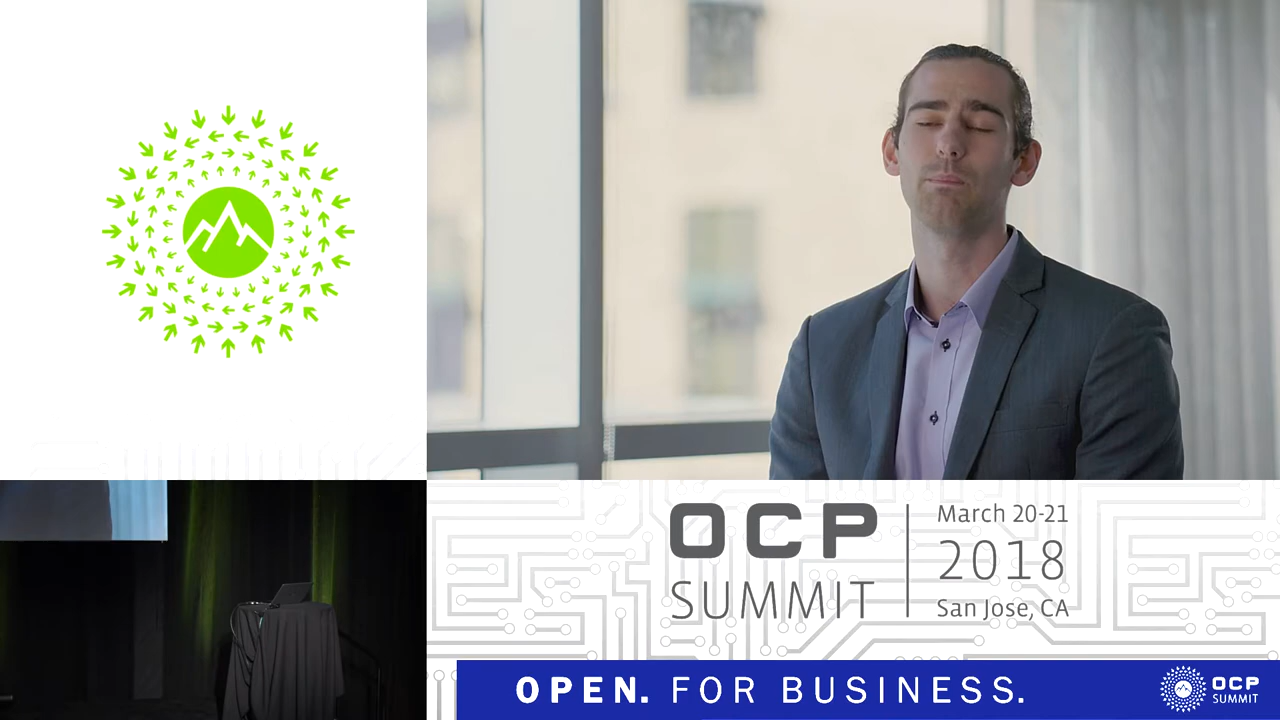 OCP
SUMMIT
March 20-21
2018
San Jose, CA
OPEN. FOR BUSINESS.
OCP
SUMMIT